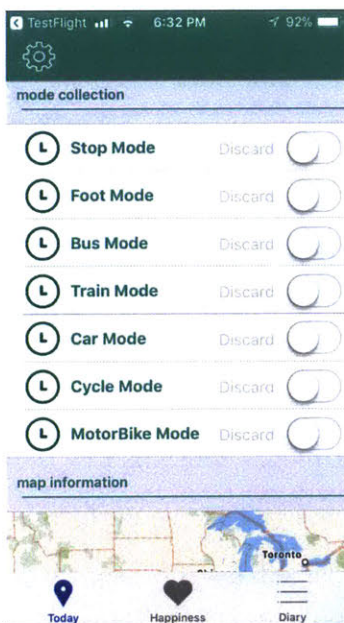 TestFlight 6:32 PM 92%
mode collection
Stop Mode Discard
Foot Mode Discard
Bus Mode Discard
Train Mode Discard
Car Mode Discard
Cycle Mode Discard
MotorBike Mode Discard
map information
Toronto
Today Happiness Diary